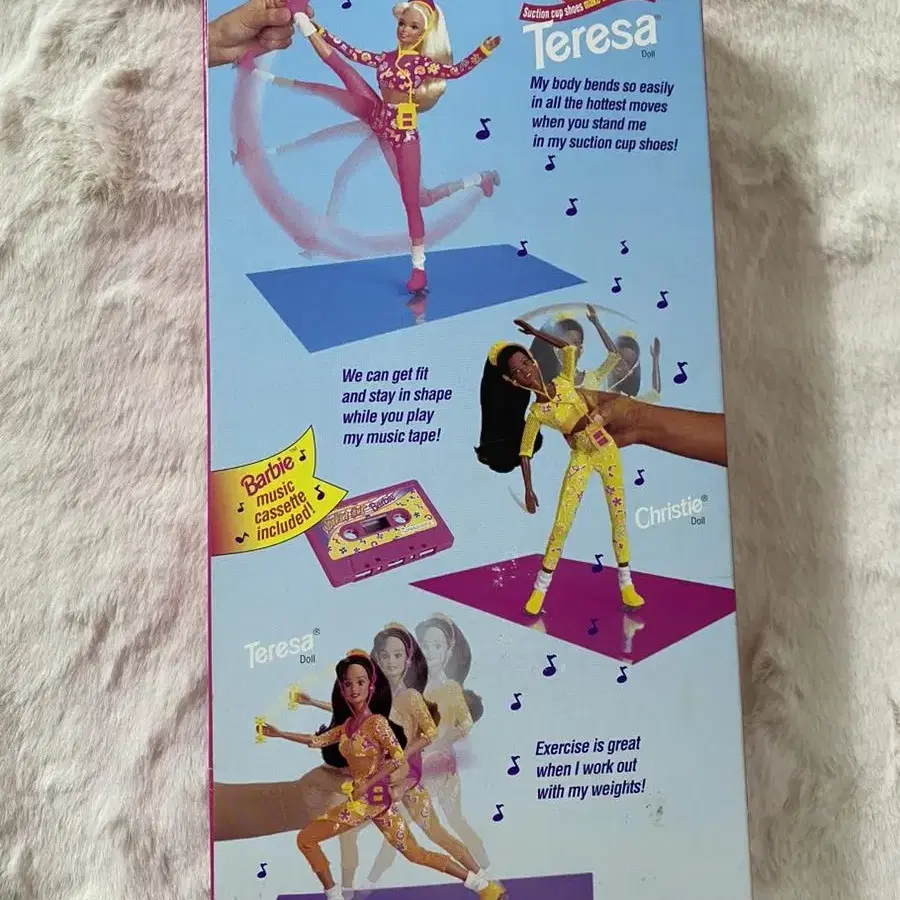 Suction cup shoes make
Teresa®
Doll
My body bends so easily
in all the hottest moves
when you stand me
in my suction cup shoes!
We can get fit
and stay in shape
while you play
my music tape!
Barbie™
music
cassette
included!
Barbie
Christie®
Doll
Teresa®
Doll
Exercise is great
when I work out
with my weights!